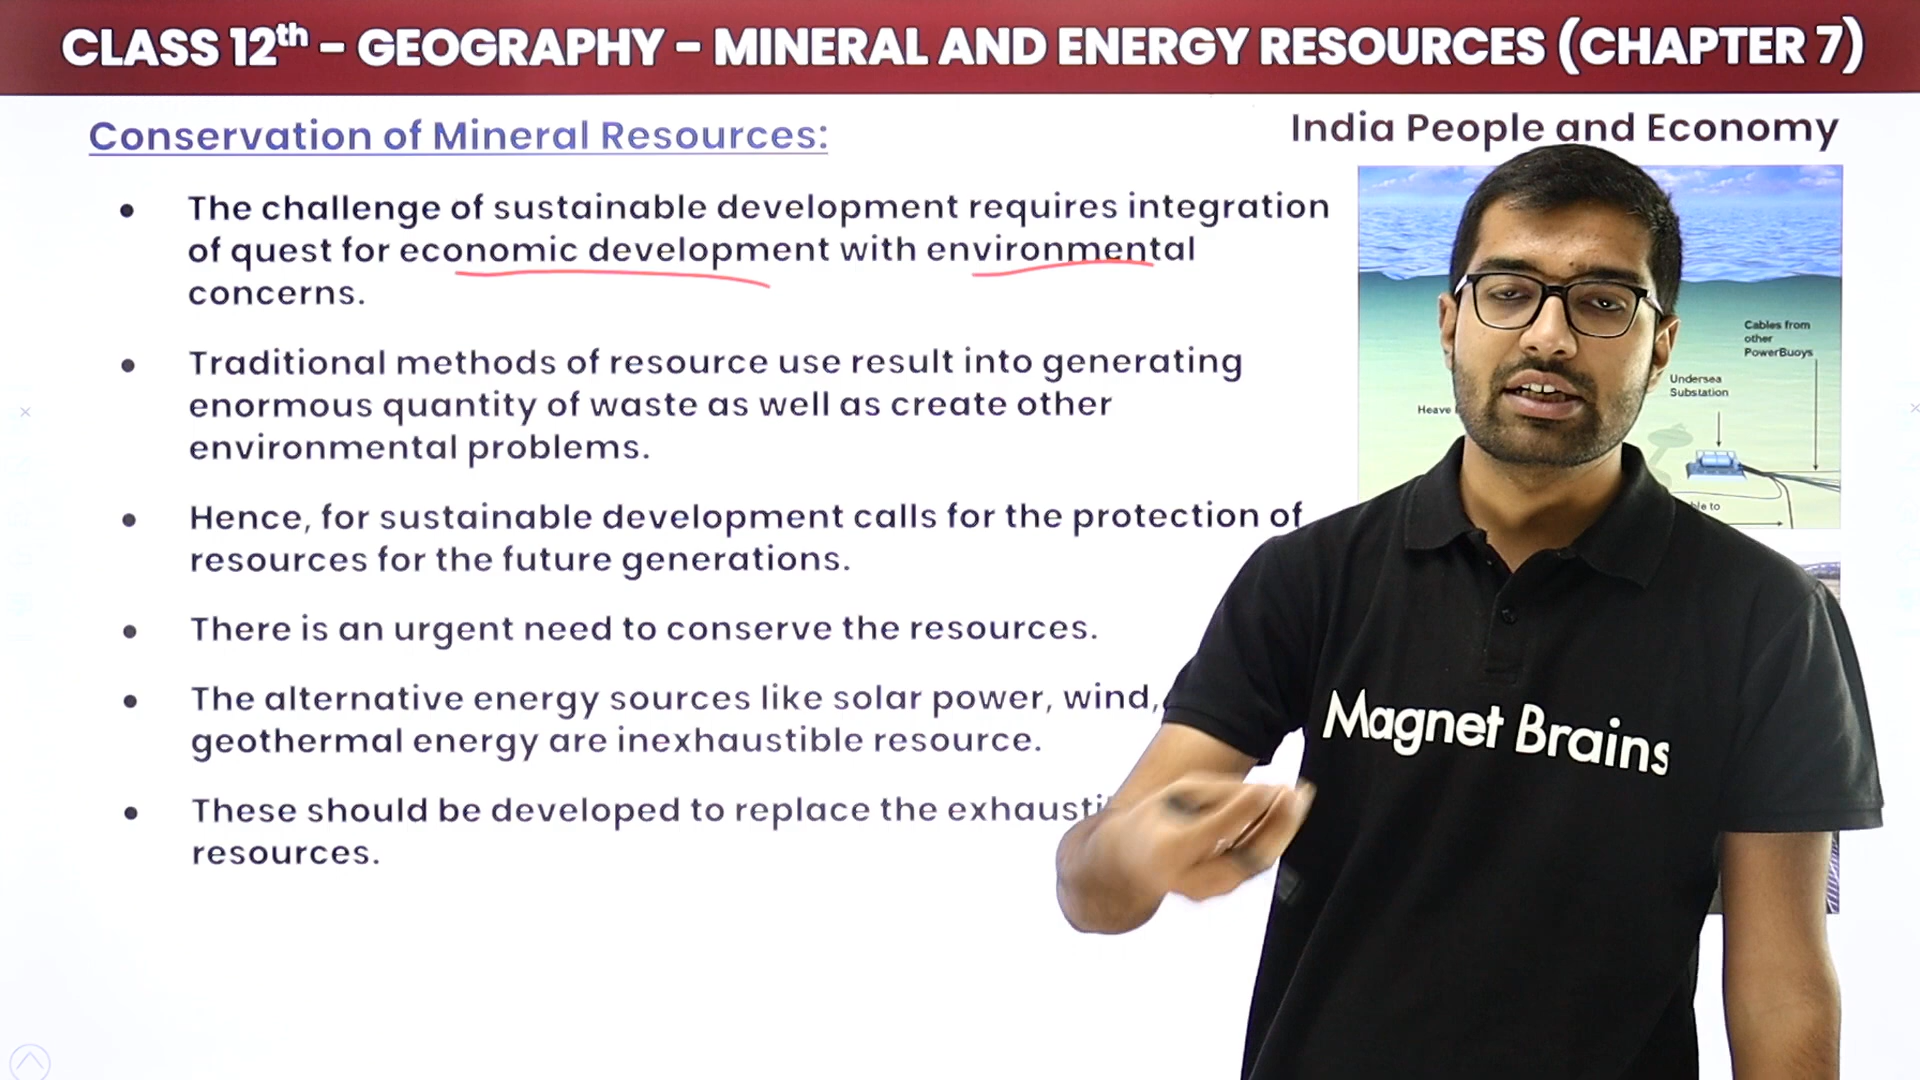 CLASS 12th – GEOGRAPHY – MINERAL AND ENERGY RESOURCES (CHAPTER 7)
Conservation of Mineral Resources:
India People and Economy
• The challenge of sustainable development requires integration
of quest for economic development with environmental
concerns.
• Traditional methods of resource use result into generating
enormous quantity of waste as well as create other
environmental problems.
• Hence, for sustainable development calls for the protection of
resources for the future generations.
• There is an urgent need to conserve the resources.
• The alternative energy sources like solar power, wind,
geothermal energy are inexhaustible resource.
• These should be developed to replace the
resources.
Cables from
other
PowerBuoys
Undersea
Substation
Heave
to
Magnet Brains